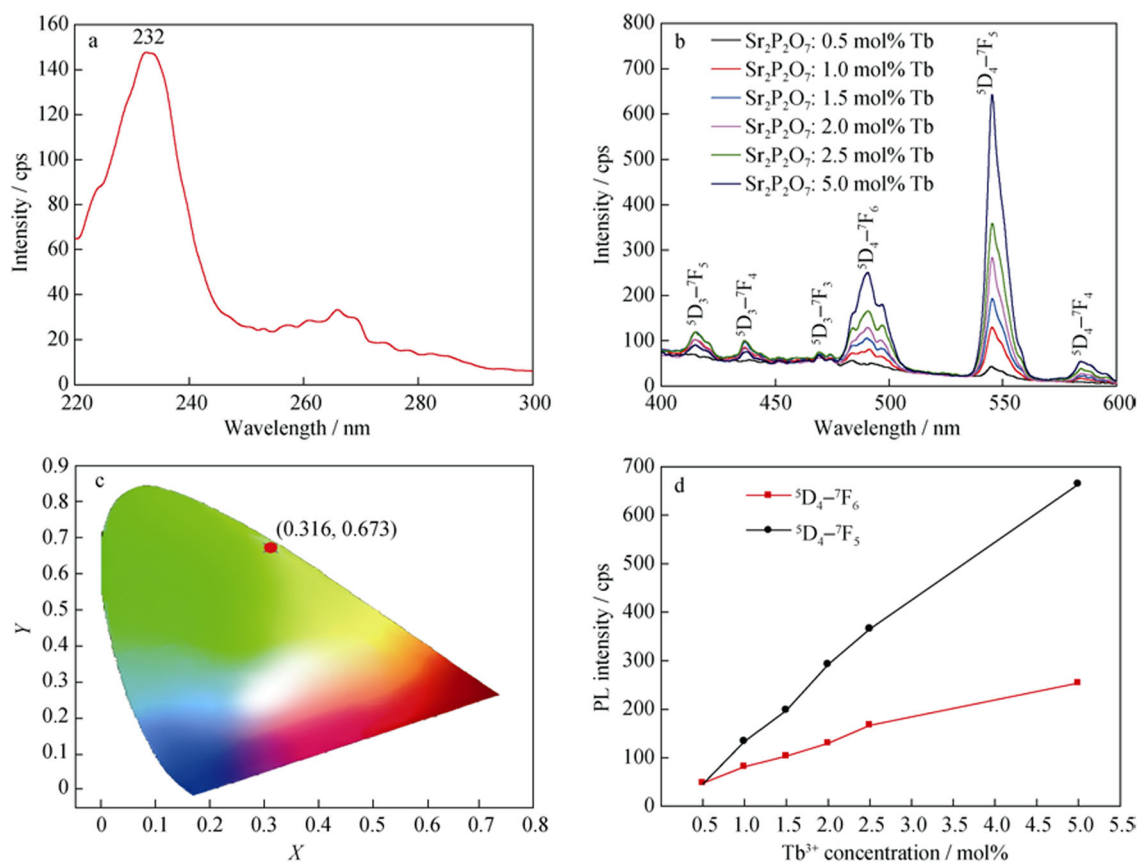 a
232
160
140
120
100
80
60
40
20
0
Intensity / cps
220
240
260
280
300
Wavelength / nm
b
Sr₂P₂O₇: 0.5 mol% Tb
Sr₂P₂O₇: 1.0 mol% Tb
Sr₂P₂O₇: 1.5 mol% Tb
Sr₂P₂O₇: 2.0 mol% Tb
Sr₂P₂O₇: 2.5 mol% Tb
Sr₂P₂O₇: 5.0 mol% Tb
⁵D₃–⁷F₅
⁵D₃–⁷F₄
⁵D₃–⁷F₃
⁵D₄–⁷F₆
⁵D₄–⁷F₅
⁵D₄–⁷F₄
800
700
600
500
400
300
200
100
0
Intensity / cps
400
450
500
550
600
Wavelength / nm
c
(0.316, 0.673)
0.9
0.8
0.7
0.6
0.5
0.4
0.3
0.2
0.1
0
Y
0
0.1
0.2
0.3
0.4
0.5
0.6
0.7
0.8
X
d
⁵D₄–⁷F₆
⁵D₄–⁷F₅
700
600
500
400
300
200
100
0
PL intensity / cps
0.5
1.0
1.5
2.0
2.5
3.0
3.5
4.0
4.5
5.0
5.5
Tb³⁺ concentration / mol%